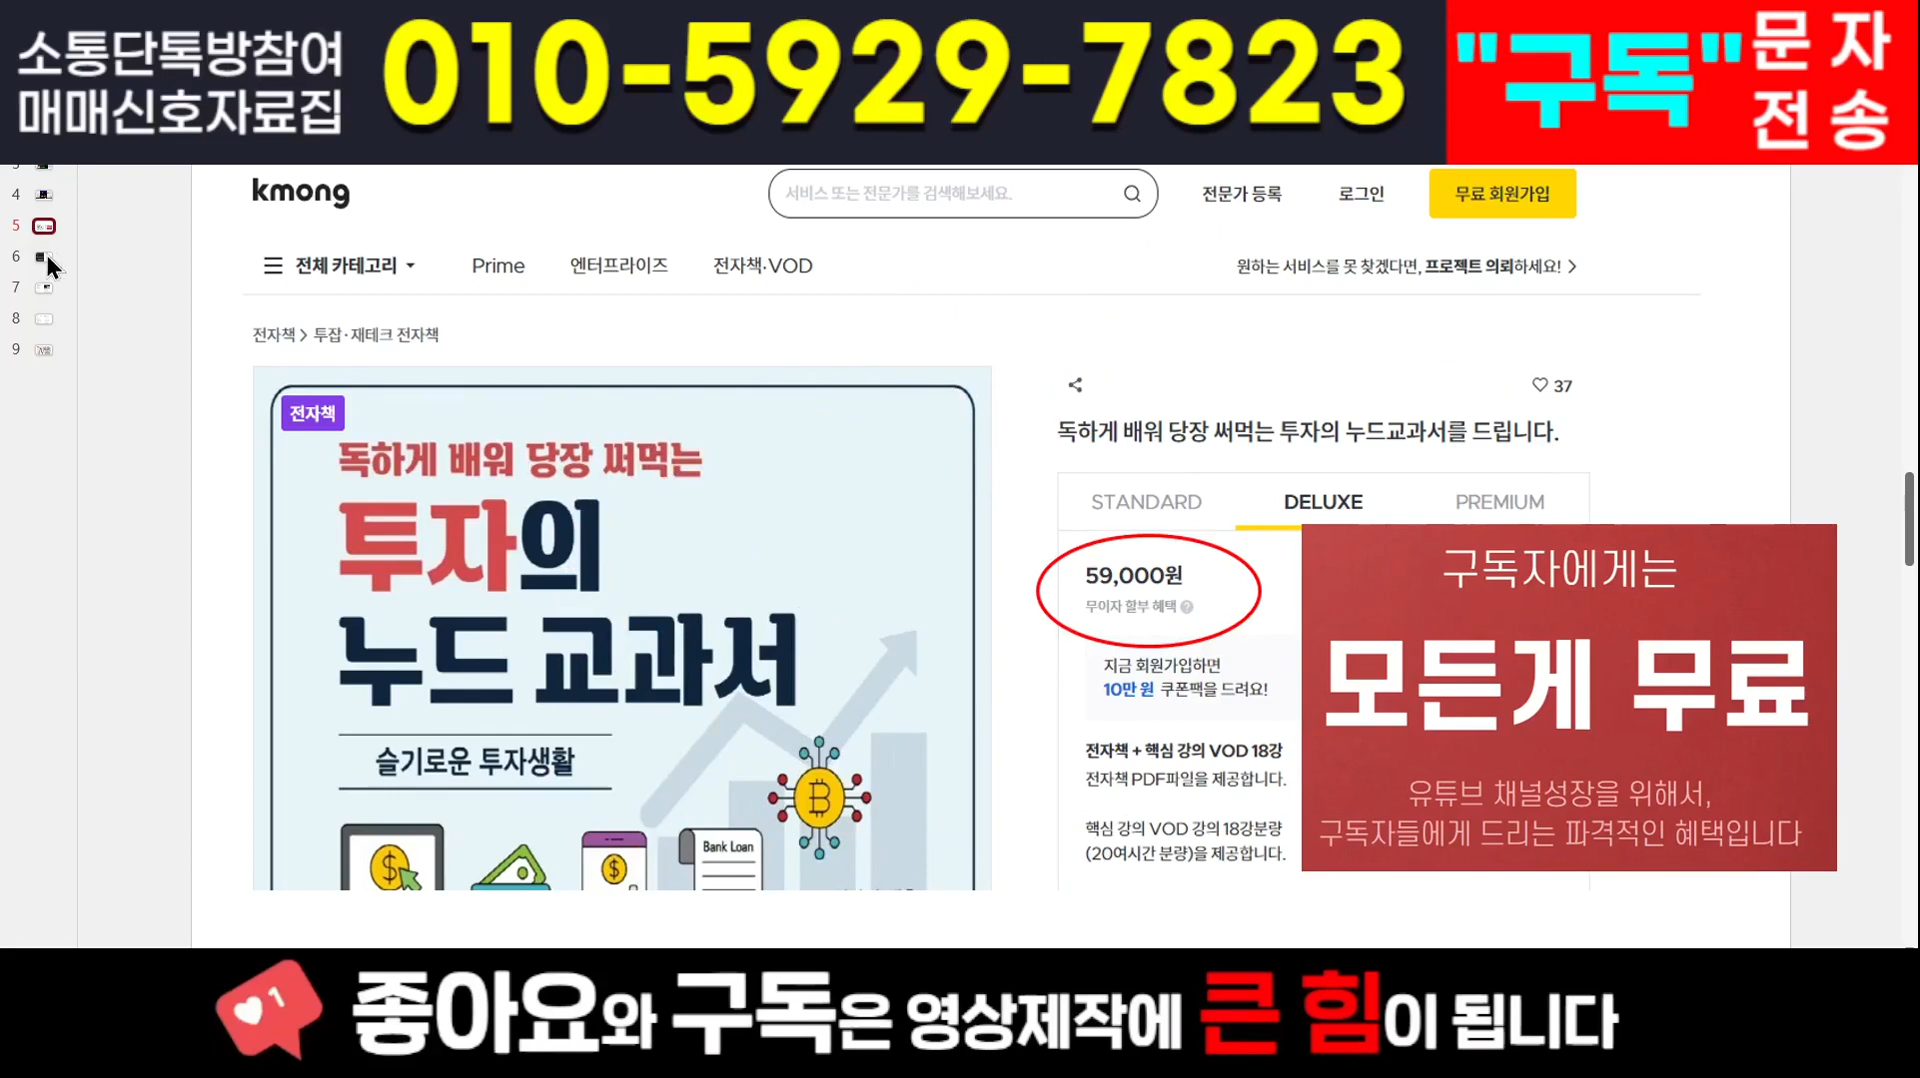 소통단톡방참여
매매신호자료집
010-5929-7823
"구독"
문자
전송
4
5
6
7
8
9
kmong
서비스 또는 전문가를 검색해보세요.
전문가 등록
로그인
무료 회원가입
전체 카테고리
Prime
엔터프라이즈
전자책·VOD
원하는 서비스를 못 찾겠다면, 프로젝트 의뢰하세요!
전자책 > 투잡·재테크 전자책
전자책
독하게 배워 당장 써먹는
투자의
누드 교과서
슬기로운 투자생활
Bank Loan
37
독하게 배워 당장 써먹는 투자의 누드교과서를 드립니다.
STANDARD
DELUXE
PREMIUM
59,000원
무이자 할부 혜택
지금 회원가입하면
10만 원 쿠폰팩을 드려요!
전자책 + 핵심 강의 VOD 18강
전자책 PDF파일을 제공합니다.
핵심 강의 VOD 강의 18강분량
(20여시간 분량)을 제공합니다.
구독자에게는
모든게 무료
유튜브 채널성장을 위해서,
구독자들에게 드리는 파격적인 혜택입니다
좋아요와 구독은 영상제작에 큰 힘이 됩니다